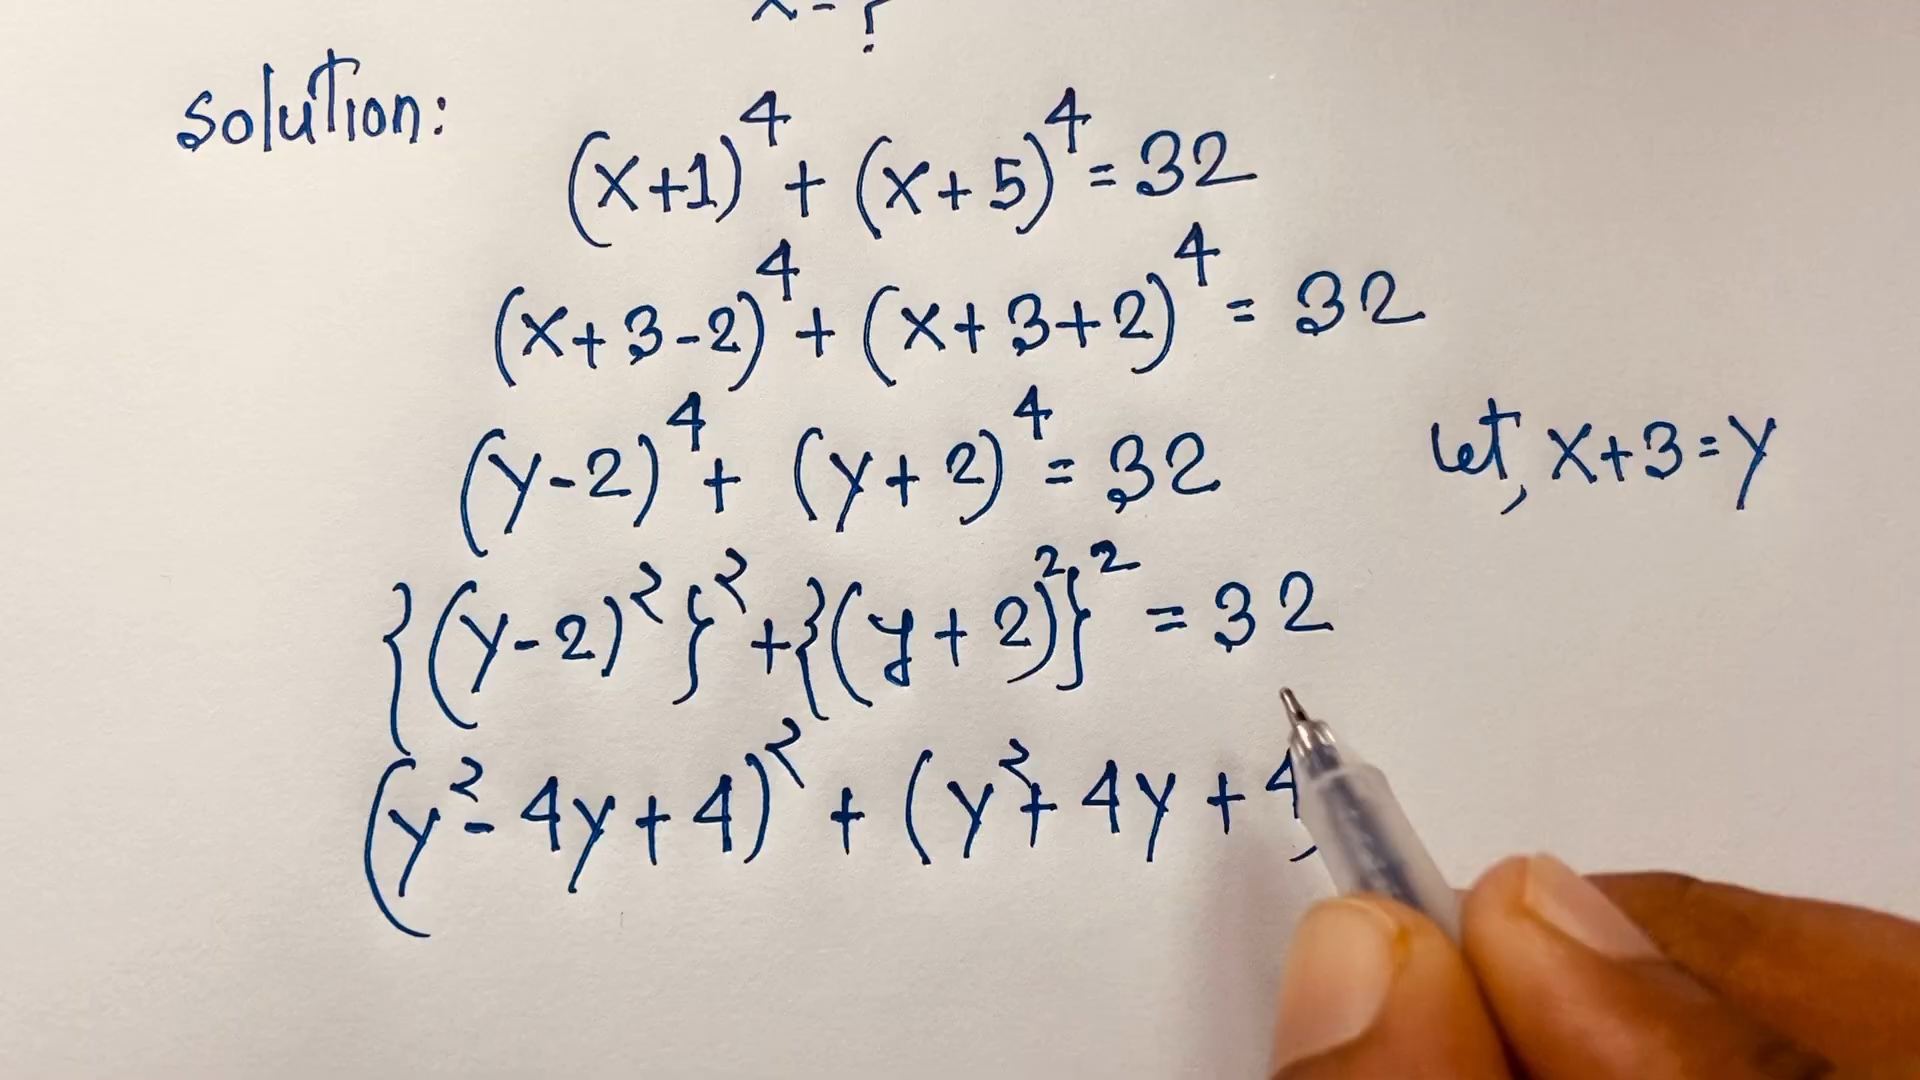 x = ?
Solution:
(x+1)⁴ + (x+5)⁴ = 32
(x+3-2)⁴ + (x+3+2)⁴ = 32
(y-2)⁴ + (y+2)⁴ = 32
let, x+3=y
{(y-2)²}² + {(y+2)²}² = 32
(y²-4y+4)² + (y²+4y+4)